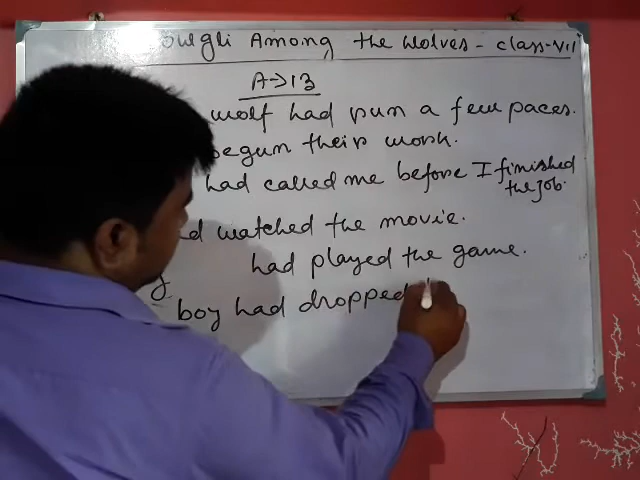 owgli Among the Wolves - class-VII
A→13
wolf had run a few paces.
begun their work.
had called me before I finished
the job.
d watched the movie.
had played the game.
boy had dropped